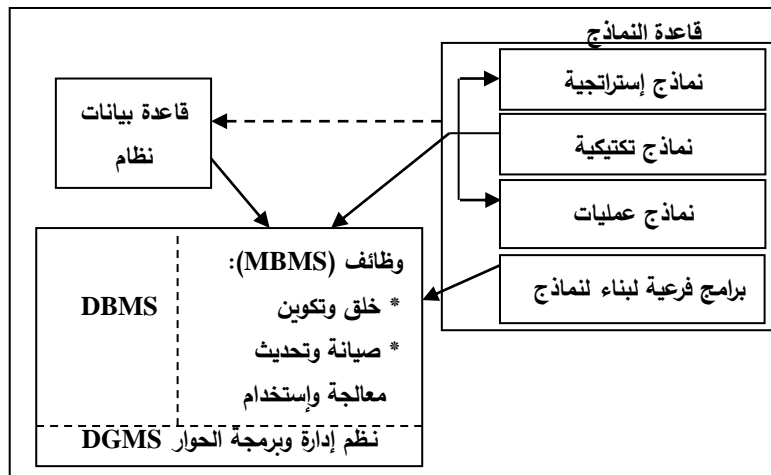 قاعدة النماذج
نماذج إستراتجية
نماذج تكتيكية
نماذج عمليات
برامج فرعية لبناء لنماذج
قاعدة بيانات
نظام
وظائف (MBMS):
* خلق وتكوين
* صيانة وتحديث
معالجة وإستخدام
DBMS
نظم إدارة وبرمجة الحوار DGMS